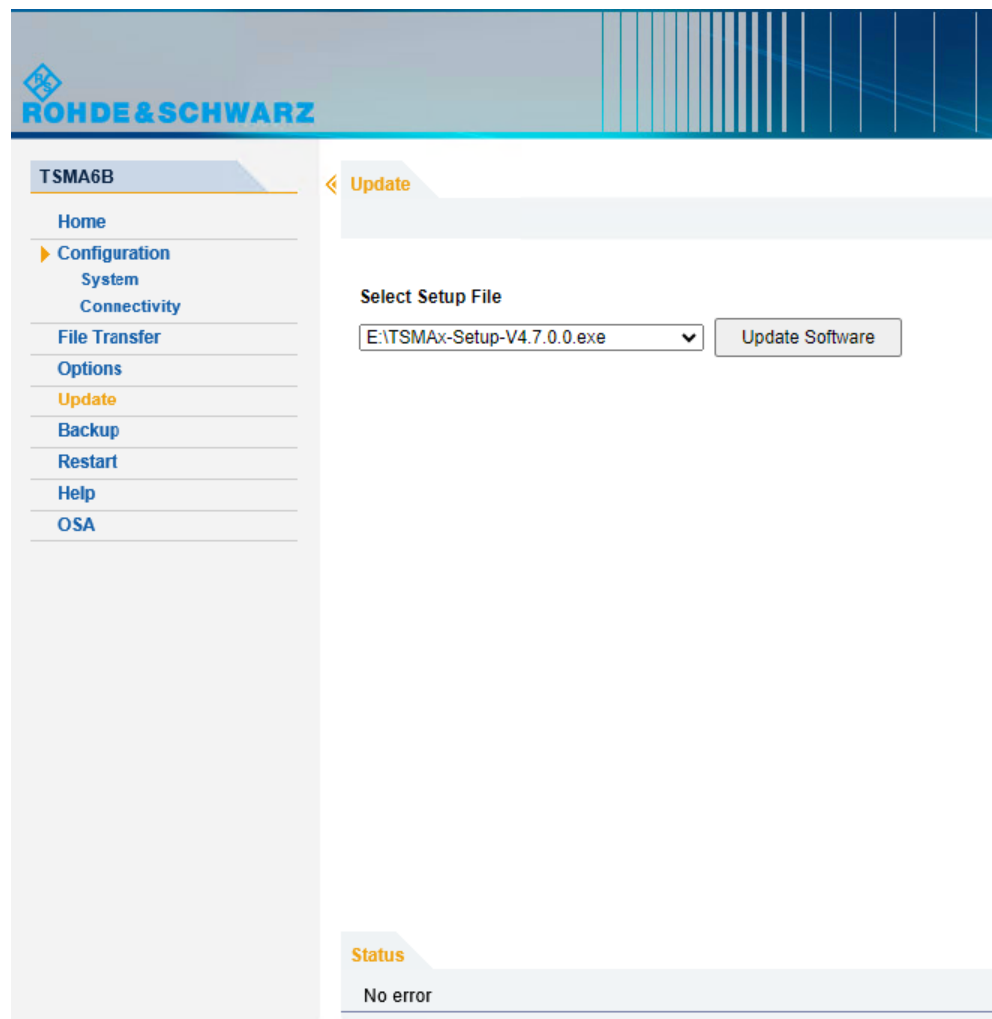 R S
ROHDE&SCHWARZ
TSMA6B
Home
Configuration
System
Connectivity
File Transfer
Options
Update
Backup
Restart
Help
OSA
Update
Select Setup File
E:\TSMAx-Setup-V4.7.0.0.exe
Update Software
Status
No error